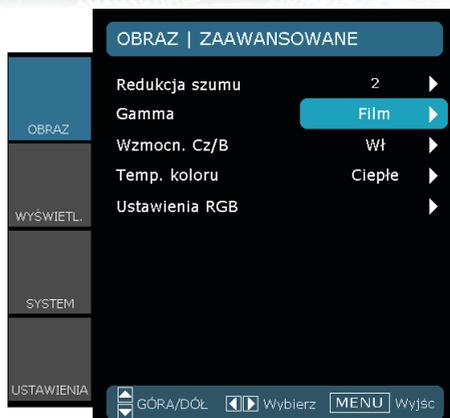 OBRAZ | ZAAWANSOWANE
Redukcja szumu 2
Gamma Film
Wzmocn. Cz/B Wł
Temp. koloru Ciepłe
Ustawienia RGB
OBRAZ
WYŚWIETL.
SYSTEM
USTAWIENIA
GÓRA/DÓŁ Wybierz MENU Wyjśc